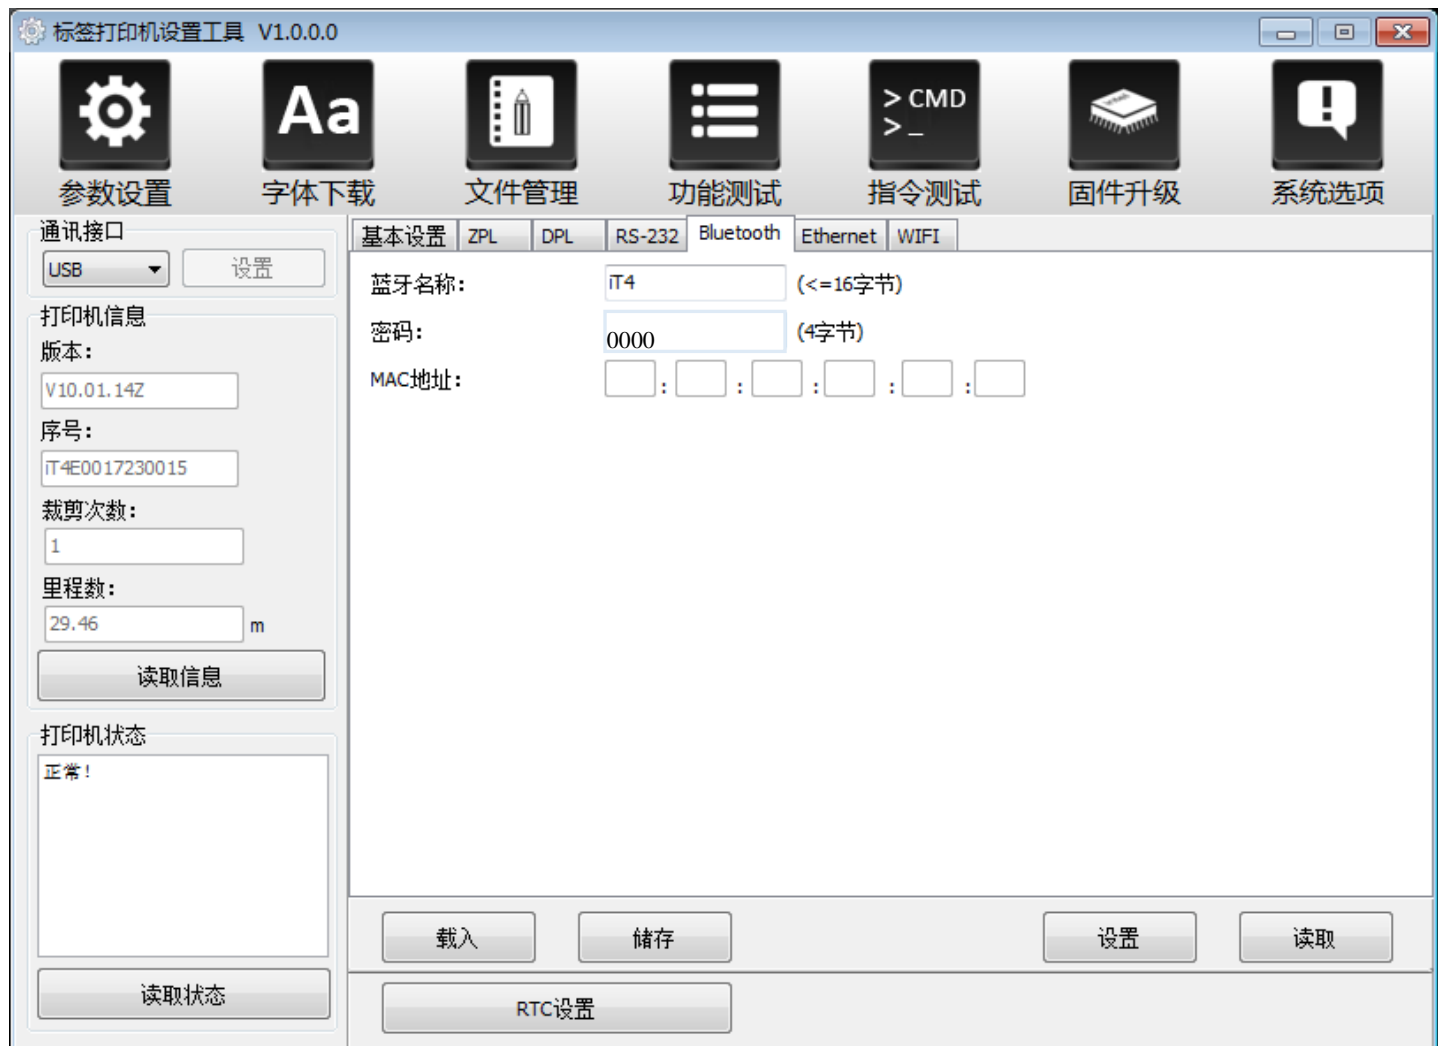 标签打印机设置工具 V1.0.0.0
Aa
> CMD
> _
参数设置 字体下载 文件管理 功能测试 指令测试 固件升级 系统选项
通讯接口
USB 设置
打印机信息
版本：
V10.01.14Z
序号：
iT4E0017230015
裁剪次数：
1
里程数：
29.46 m
读取信息
打印机状态
正常！
读取状态
基本设置 ZPL DPL RS-232 Bluetooth Ethernet WIFI
蓝牙名称： iT4 (<=16字节)
密码： 0000 (4字节)
MAC地址： : : : : :
载入 储存 设置 读取
RTC设置